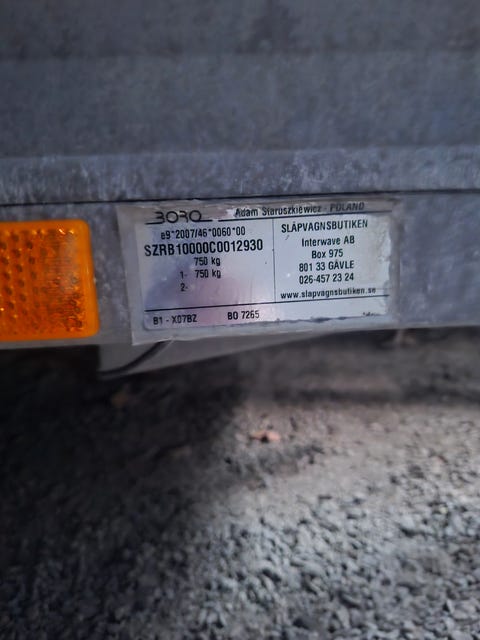 BORO Adam Staruszkiewicz - POLAND
e9*2007/46*0060*00
SZRB10000C0012930
750 kg
1- 750 kg
2-
B1 - X07BZ BO 7265
SLÄPVAGNSBUTIKEN
Interwave AB
Box 975
801 33 GÄVLE
026-457 23 24
www.slapvagnsbutiken.se